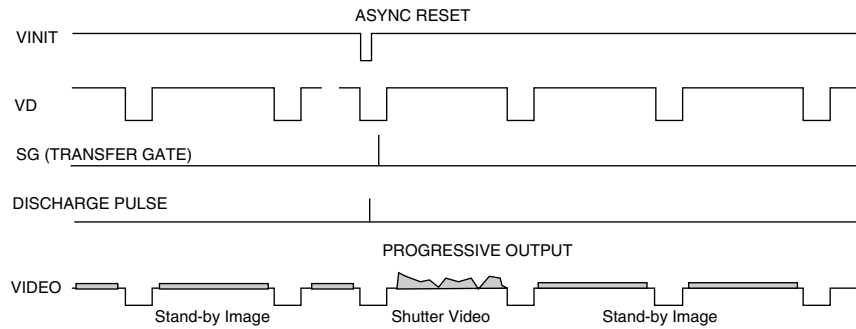 ASYNC RESET
VINIT
VD
SG (TRANSFER GATE)
DISCHARGE PULSE
PROGRESSIVE OUTPUT
VIDEO
Stand-by Image Shutter Video Stand-by Image